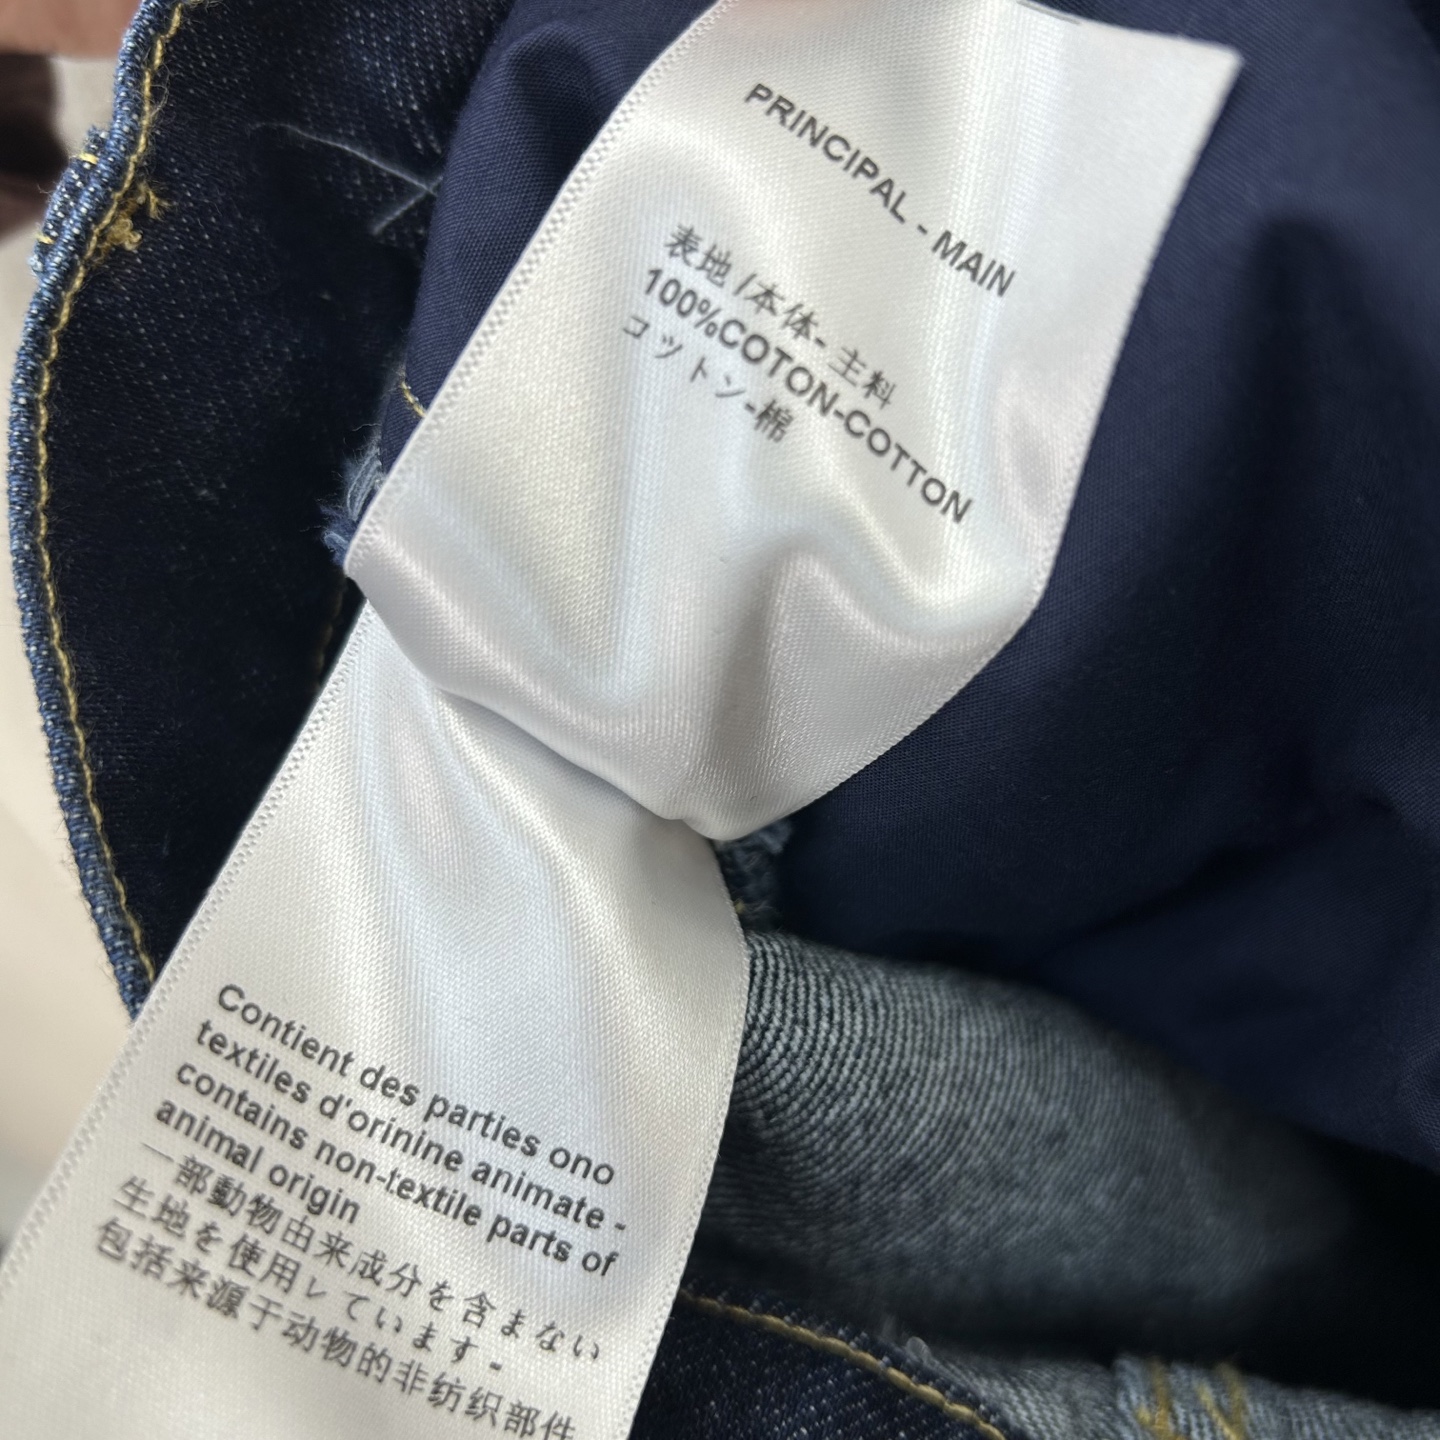 PRINCIPAL - MAIN
表地/本体-主料
100%COTON-COTTON
コットン-棉
Contient des parties ono
textiles d'orinine animate -
contains non-textile parts of
animal origin
一部動物由来成分を含まない
生地を使用レています-
包括来源于动物的非纺织部件